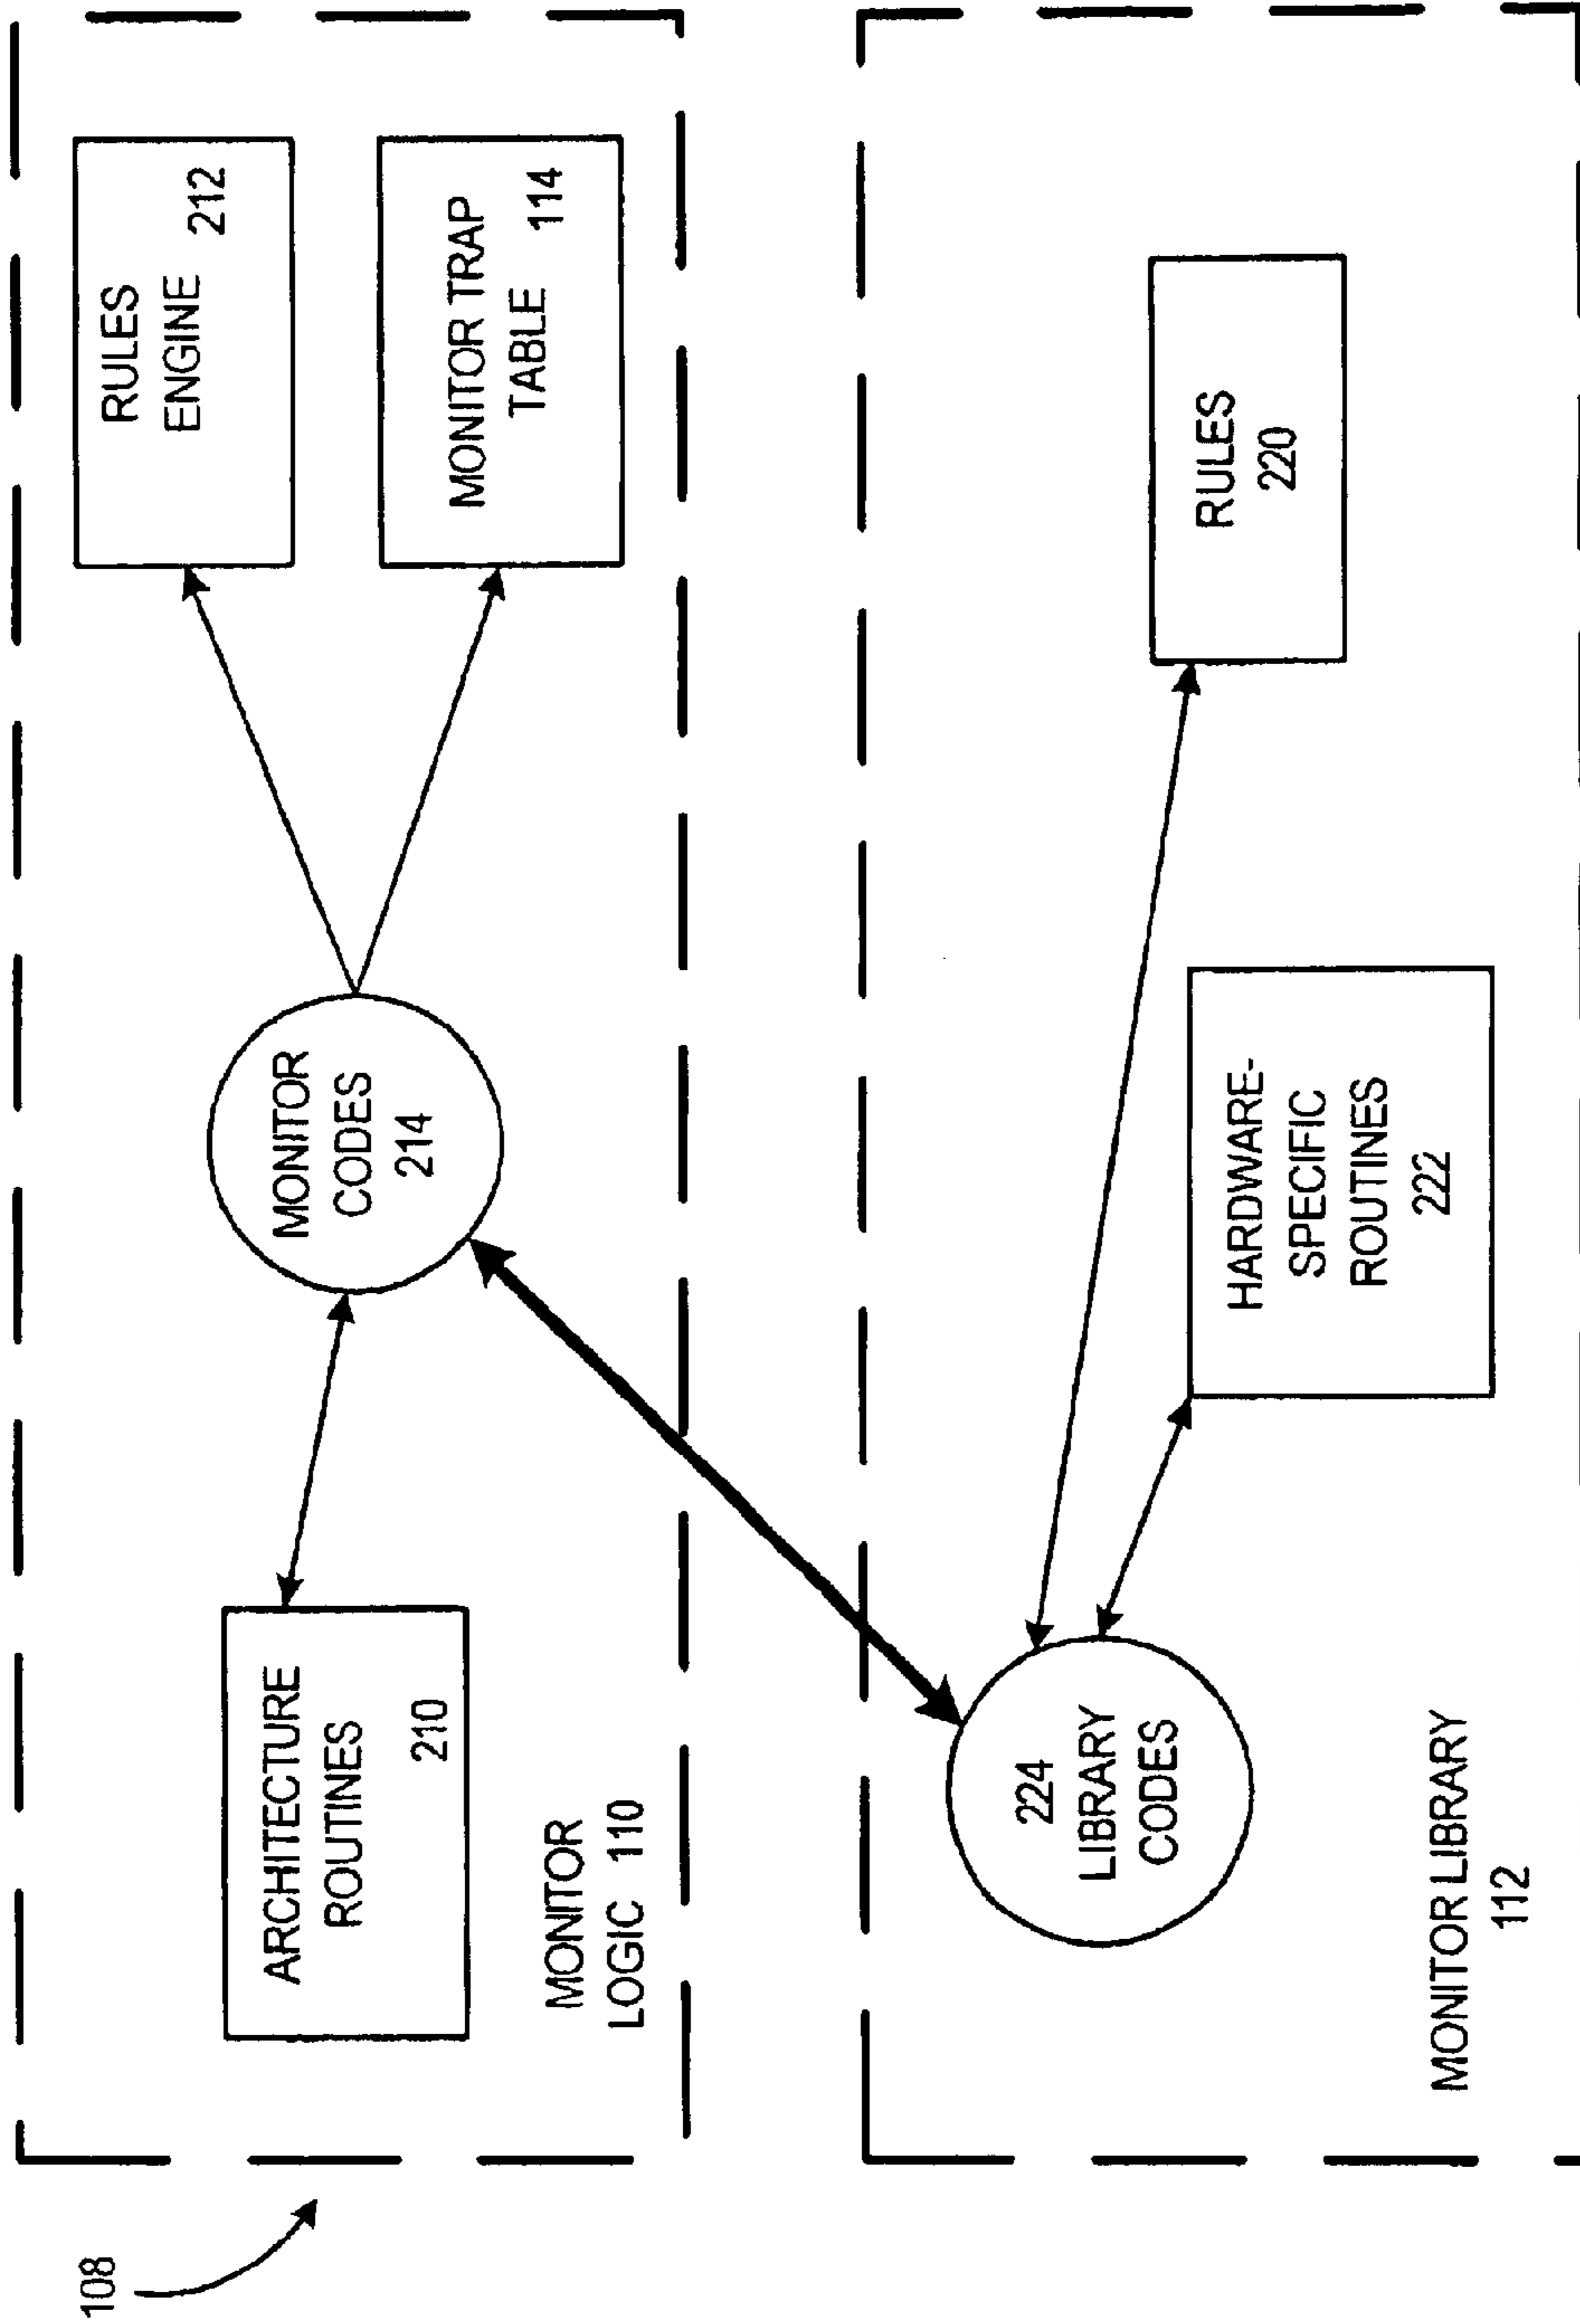 108
ARCHITECTURE
ROUTINES
210
MONITOR
LOGIC 110
MONITOR
CODES
214
RULES
ENGINE 212
MONITOR TRAP
TABLE 114
224
LIBRARY
CODES
HARDWARE-
SPECIFIC
ROUTINES
222
RULES
220
MONITOR LIBRARY
112